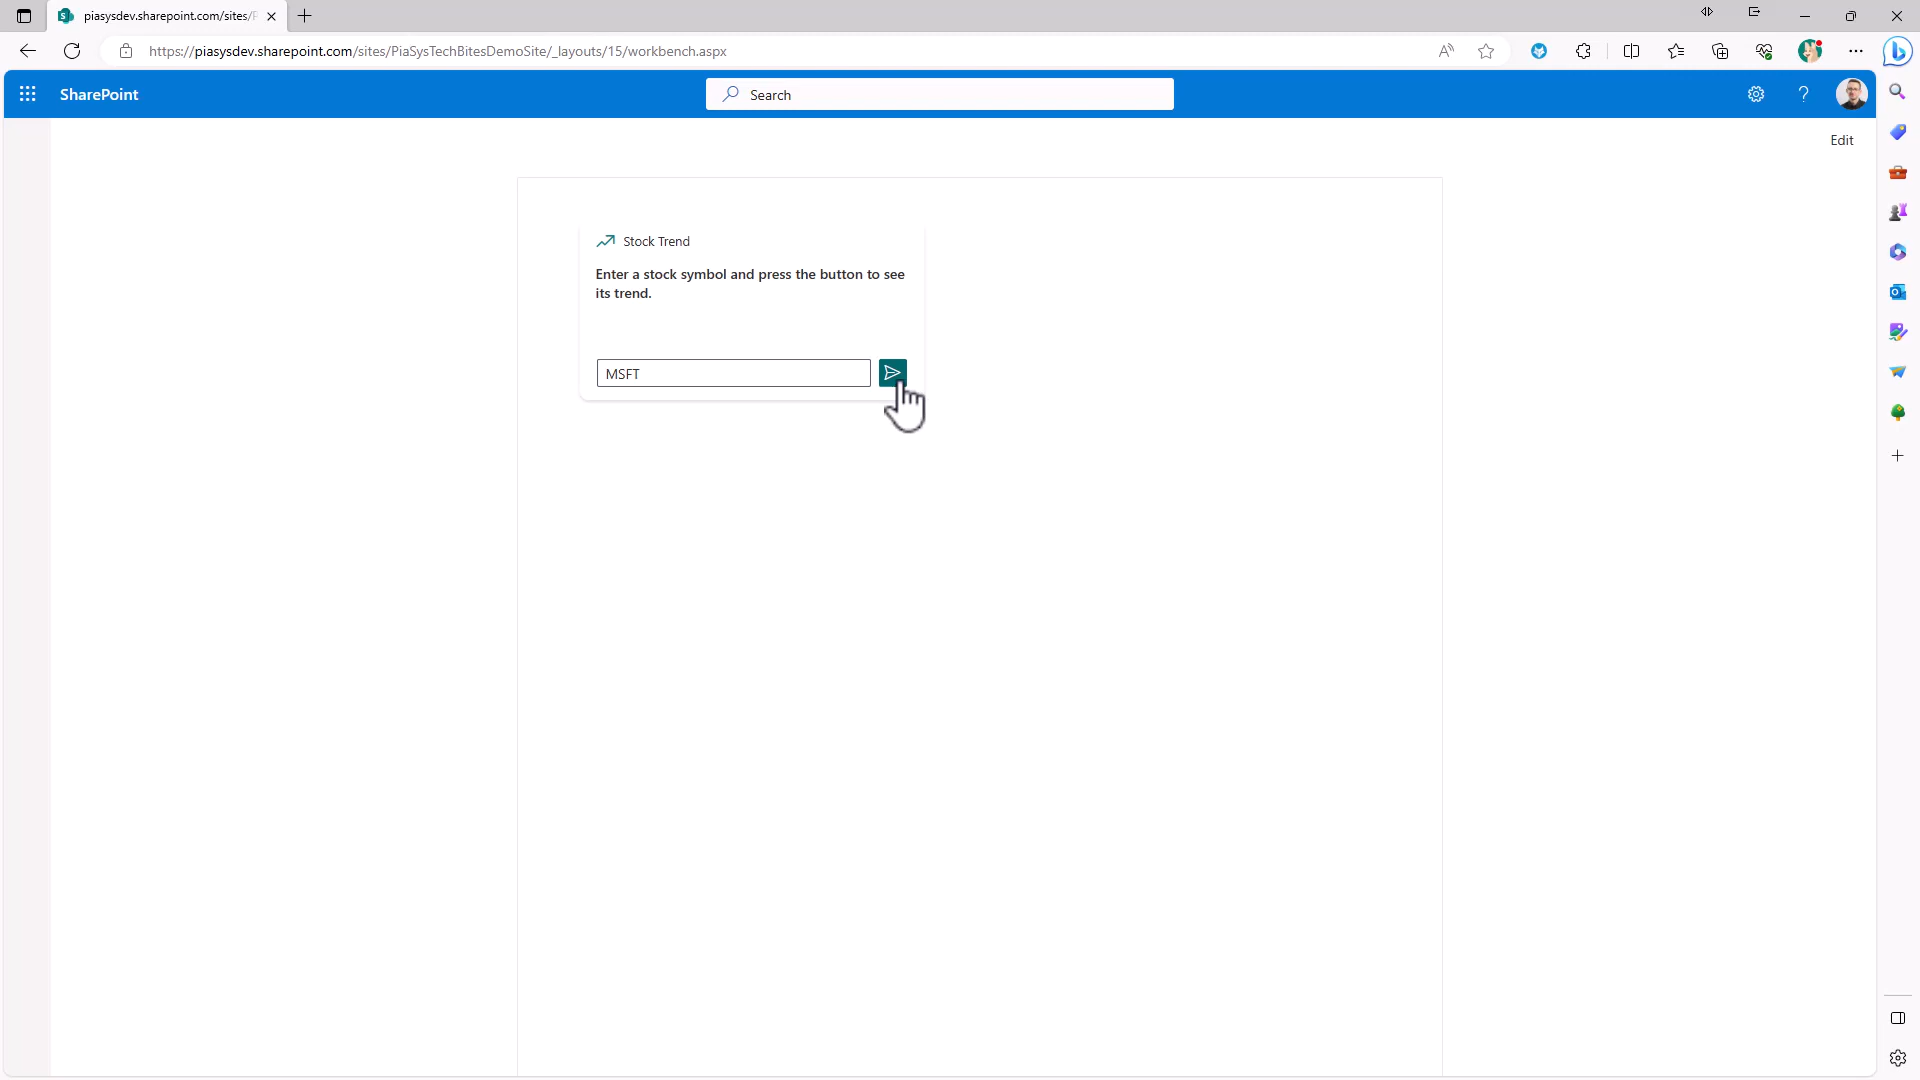 piasysdev.sharepoint.com/sites/P
https://piasysdev.sharepoint.com/sites/PiaSysTechBitesDemoSite/_layouts/15/workbench.aspx
SharePoint
Search
Edit
Stock Trend
Enter a stock symbol and press the button to see
its trend.
MSFT